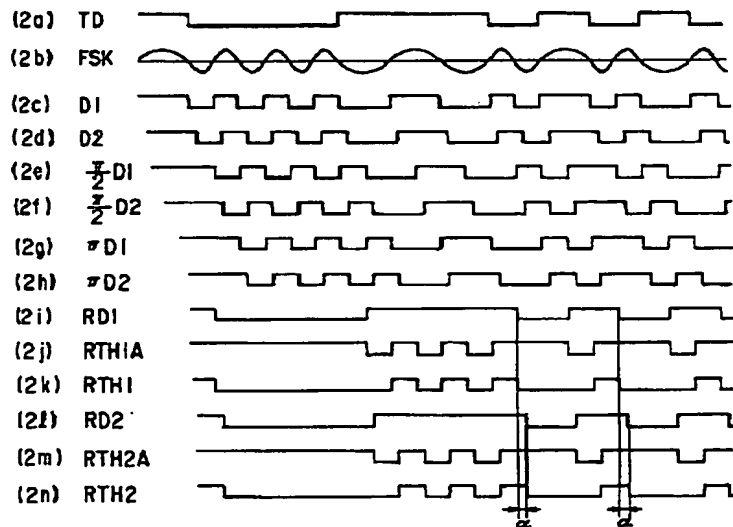 (2a) TD
(2b) FSK
(2c) D1
(2d) D2
(2e) π/2 D1
(2f) π/2 D2
(2g) πD1
(2h) πD2
(2i) RD1
(2j) RTH1A
(2k) RTH1
(2l) RD2
(2m) RTH2A
(2n) RTH2
α α